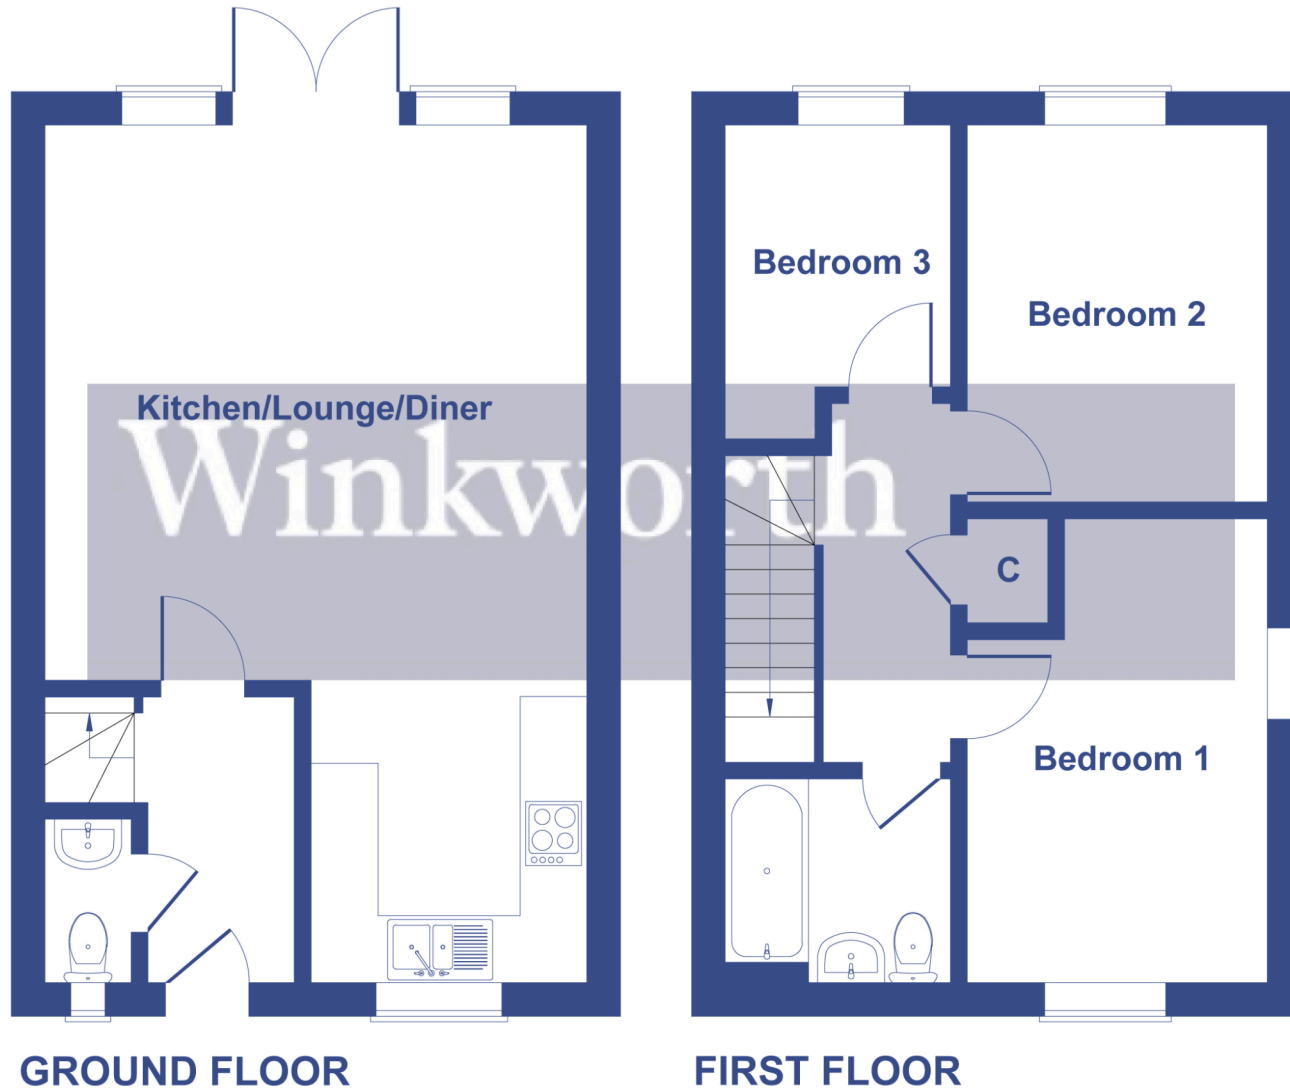 Bedroom 3
Bedroom 2
Kitchen/Lounge/Diner
Winkworth
C
Bedroom 1
GROUND FLOOR
FIRST FLOOR